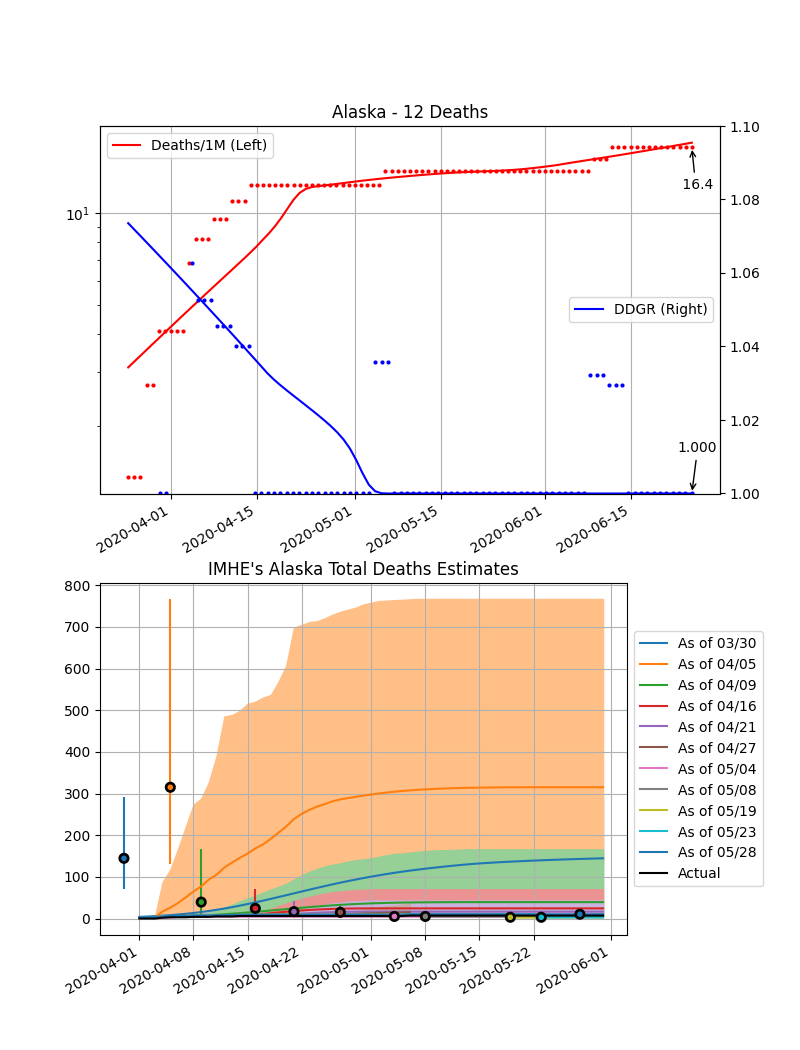 Alaska - 12 Deaths
Deaths/1M (Left)
DDGR (Right)
16.4
1.000
10^1
1.10
1.08
1.06
1.04
1.02
1.00
2020-04-01
2020-04-15
2020-05-01
2020-05-15
2020-06-01
2020-06-15
IMHE's Alaska Total Deaths Estimates
800
700
600
500
400
300
200
100
0
2020-04-01
2020-04-08
2020-04-15
2020-04-22
2020-05-01
2020-05-08
2020-05-15
2020-05-22
2020-06-01
As of 03/30
As of 04/05
As of 04/09
As of 04/16
As of 04/21
As of 04/27
As of 05/04
As of 05/08
As of 05/19
As of 05/23
As of 05/28
Actual